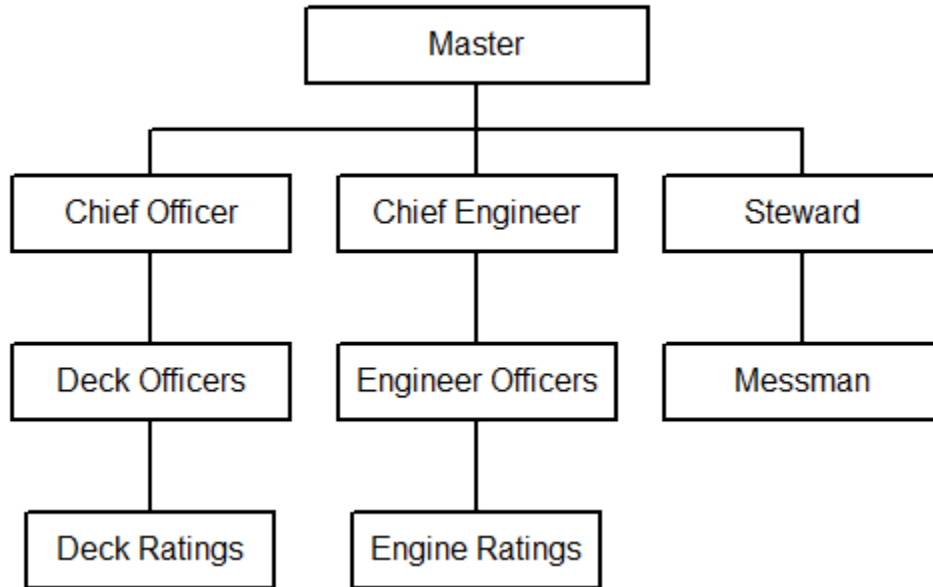 Master
Chief Officer
Chief Engineer
Steward
Deck Officers
Engineer Officers
Messman
Deck Ratings
Engine Ratings